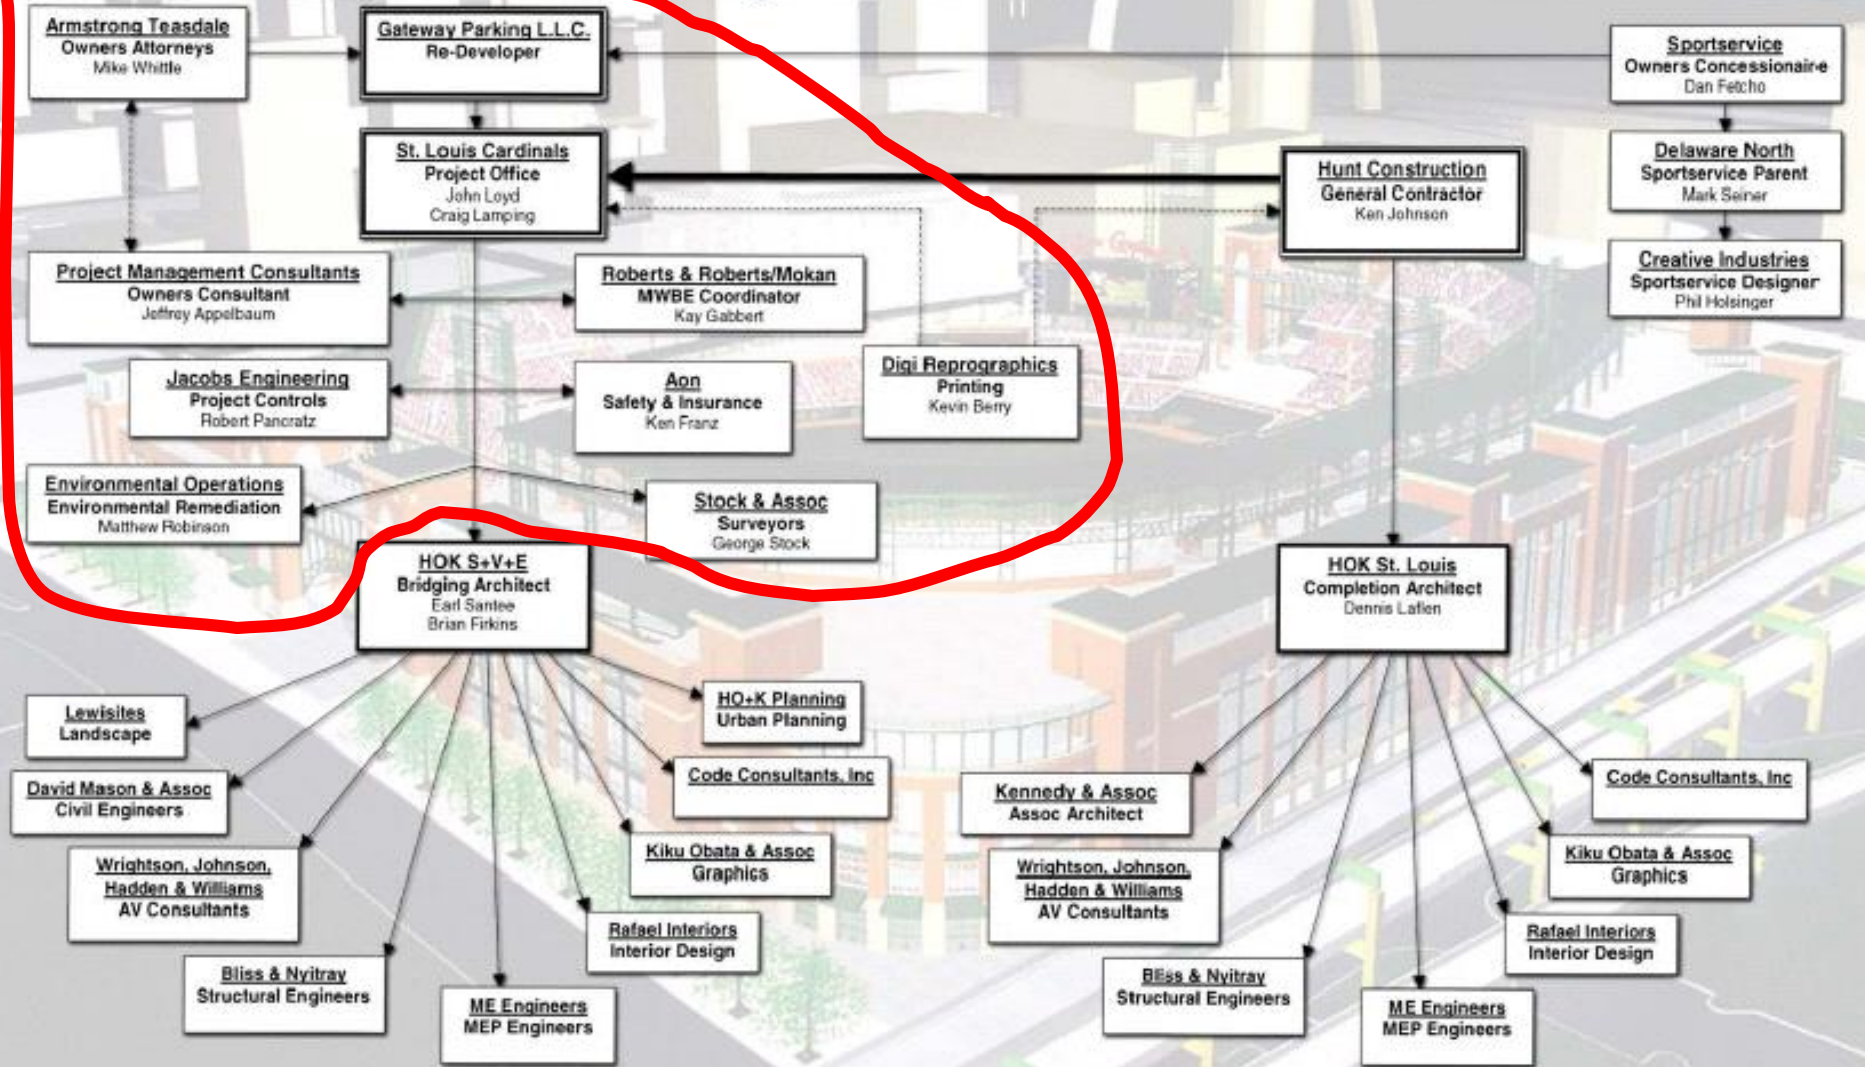 Armstrong Teasdale
Owners Attorneys
Mike Whittle
Gateway Parking L.L.C.
Re-Developer
Sportservice
Owners Concessionaire
Dan Fetcho
St. Louis Cardinals
Project Office
John Loyd
Craig Lamping
Hunt Construction
General Contractor
Ken Johnson
Delaware North
Sportservice Parent
Mark Seiner
Creative Industries
Sportservice Designer
Phil Holsinger
Project Management Consultants
Owners Consultant
Jeffrey Appelbaum
Roberts & Roberts/Mokan
MWBE Coordinator
Kay Gabbert
Jacobs Engineering
Project Controls
Robert Pancratz
Aon
Safety & Insurance
Ken Franz
Digi Reprographics
Printing
Kevin Berry
Environmental Operations
Environmental Remediation
Matthew Robinson
Stock & Assoc
Surveyors
George Stock
HOK S+V+E
Bridging Architect
Earl Santee
Brian Firkins
HOK St. Louis
Completion Architect
Dennis Laflen
Lewisites
Landscape
HO+K Planning
Urban Planning
David Mason & Assoc
Civil Engineers
Code Consultants, Inc
Wrightson, Johnson,
Hadden & Williams
AV Consultants
Kiku Obata & Assoc
Graphics
Rafael Interiors
Interior Design
Bliss & Nyitray
Structural Engineers
ME Engineers
MEP Engineers
Kennedy & Assoc
Assoc Architect
Code Consultants, Inc
Wrightson, Johnson,
Hadden & Williams
AV Consultants
Kiku Obata & Assoc
Graphics
Rafael Interiors
Interior Design
Bliss & Nyitray
Structural Engineers
ME Engineers
MEP Engineers